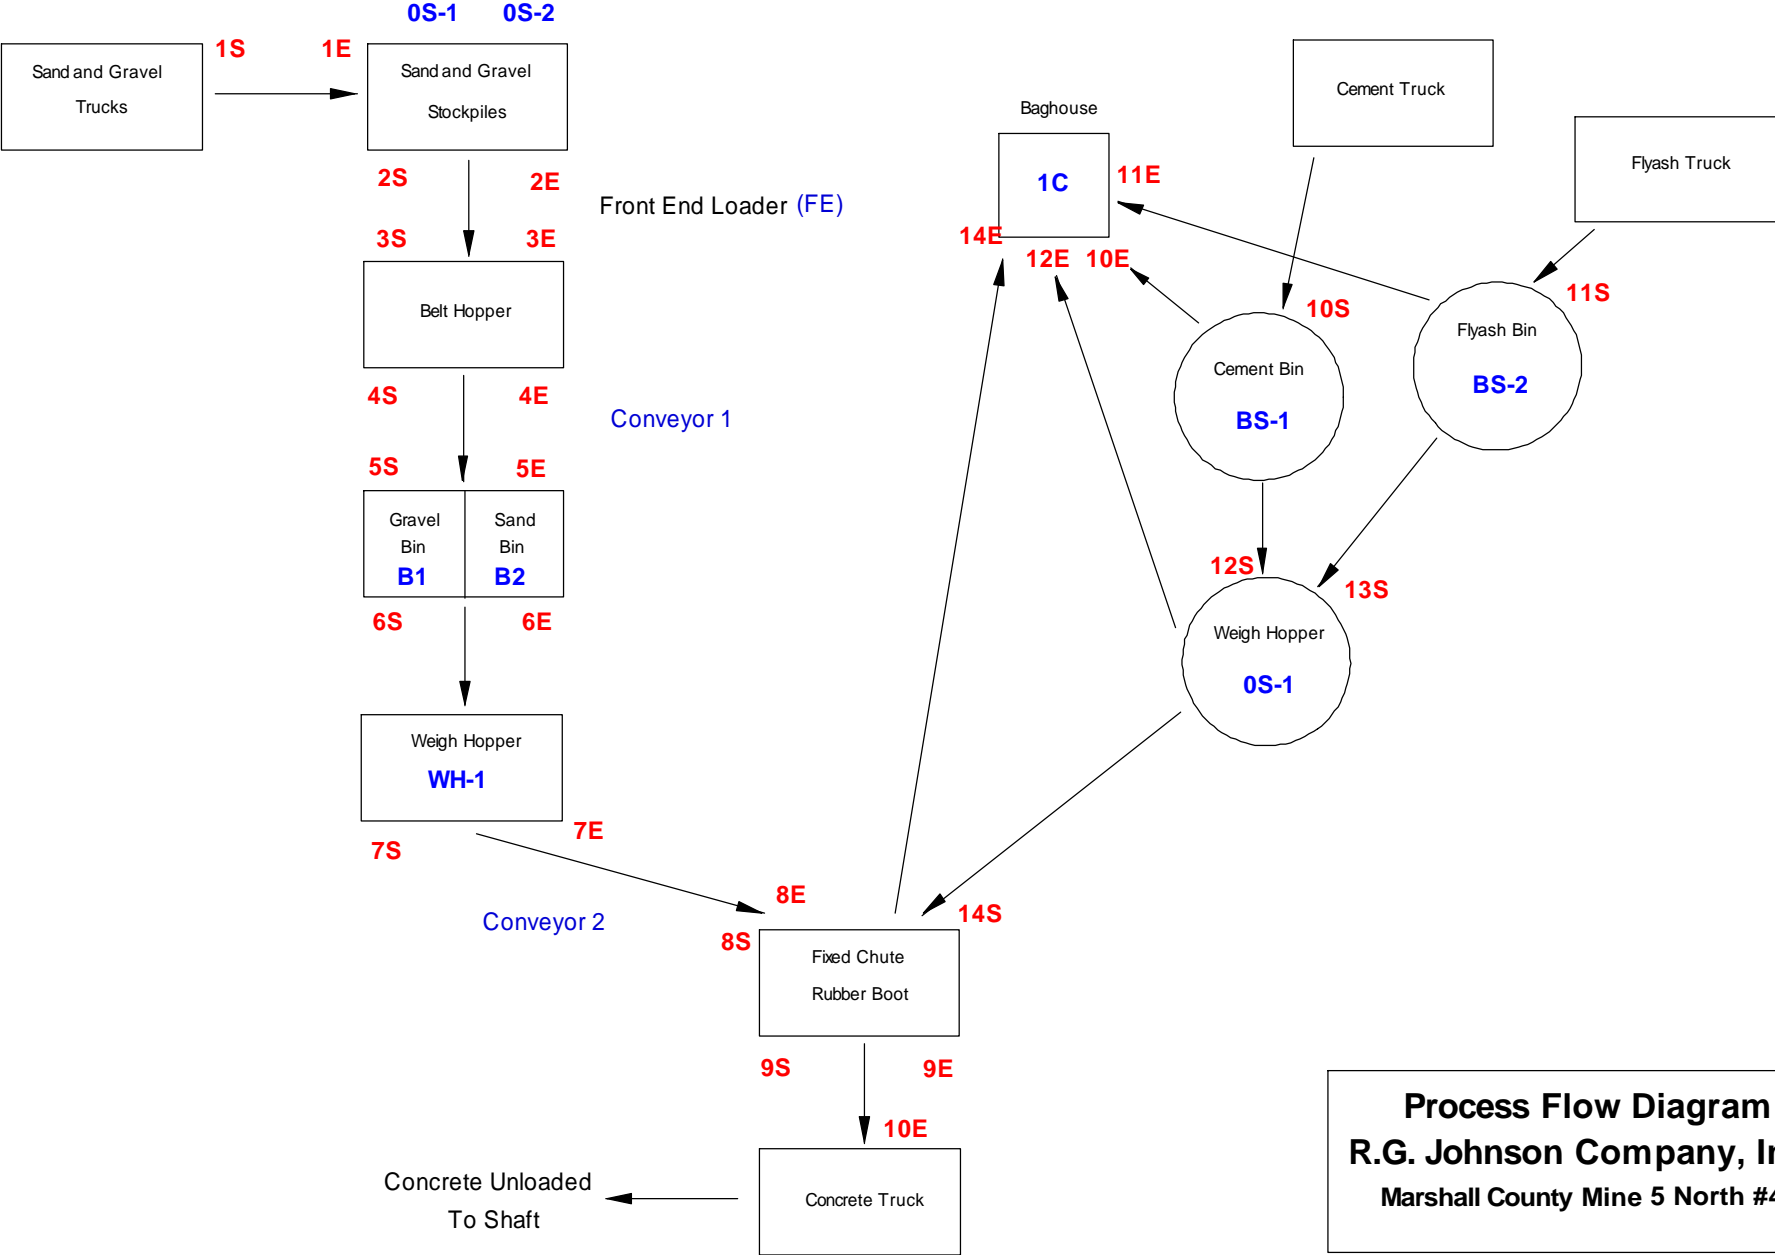 0S-1 0S-2
1S 1E
Sand and Gravel
Trucks
Sand and Gravel
Stockpiles
Cement Truck
Baghouse
1C
11E
Flyash Truck
2S 2E
Front End Loader (FE)
3S 3E
14E
12E 10E
Belt Hopper
10S
11S
Flyash Bin
BS-2
Cement Bin
BS-1
4S 4E
Conveyor 1
5S 5E
Gravel
Bin
B1
Sand
Bin
B2
6S 6E
12S
13S
Weigh Hopper
0S-1
Weigh Hopper
WH-1
7S
7E
Conveyor 2
8E
8S
14S
Fixed Chute
Rubber Boot
9S 9E
10E
Concrete Truck
Concrete Unloaded
To Shaft
Process Flow Diagram
R.G. Johnson Company,
Marshall County Mine 5 North #4